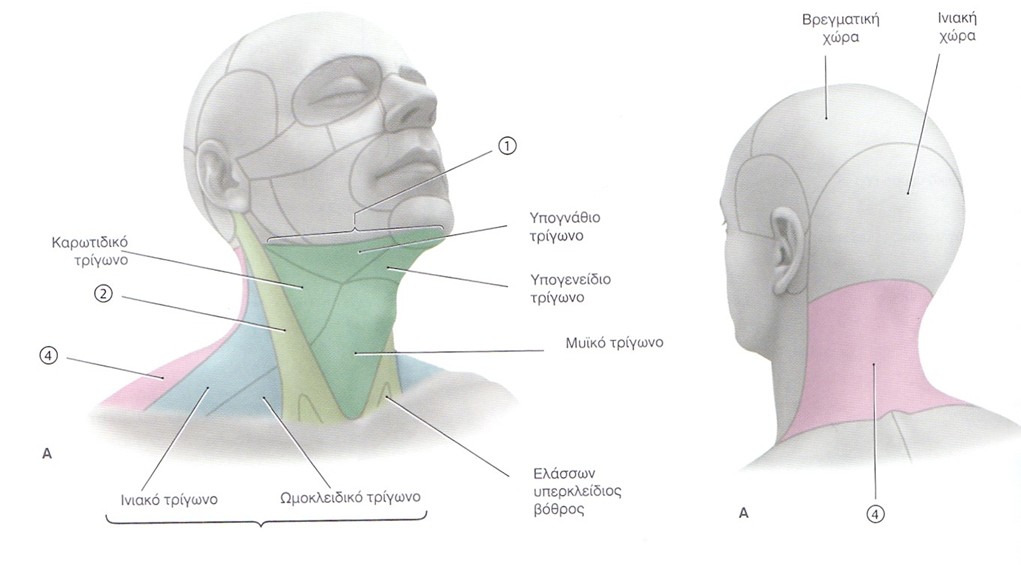 Βρεγματική
χώρα
Ινιακή
χώρα
①
Υπογνάθιο
τρίγωνο
Καρωτιδικό
τρίγωνο
②
Υπογενείδιο
τρίγωνο
Μυϊκό τρίγωνο
④
A
Ινιακό τρίγωνο
Ωμοκλειδικό τρίγωνο
Ελάσσων
υπερκλείδιος
βόθρος
A
④